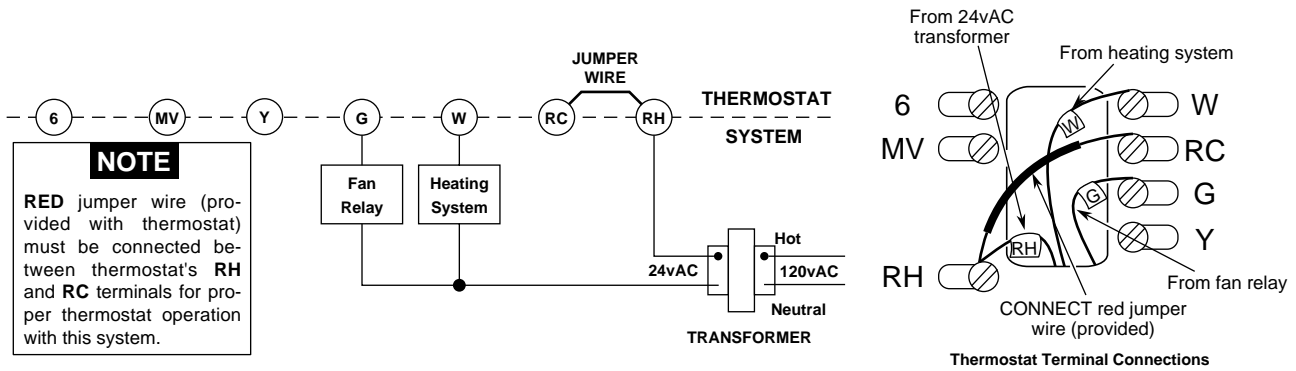 JUMPER
WIRE
THERMOSTAT
6
MV
Y
G
W
RC
RH
SYSTEM
NOTE
RED jumper wire (pro-
vided with thermostat)
must be connected be-
tween thermostat's RH
and RC terminals for pro-
per thermostat operation
with this system.
Fan
Relay
Heating
System
24vAC
Hot
120vAC
Neutral
TRANSFORMER
From 24vAC
transformer
From heating system
6
MV
RH
W
RC
G
Y
W
G
RH
From fan relay
CONNECT red jumper
wire (provided)
Thermostat Terminal Connections